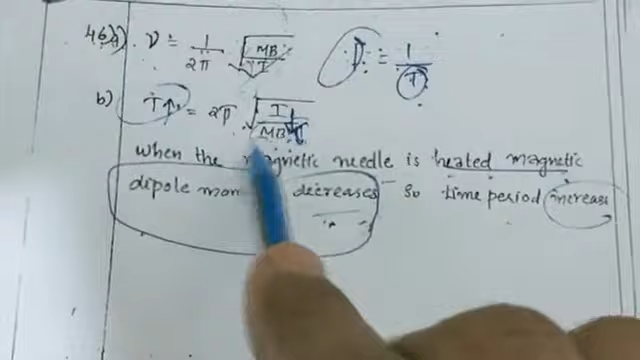 46)a) ν = 1/2π √MB/I ν = 1/T
b) T↑ = 2π √I/MB↓
When the magnetic needle is heated magnetic
dipole mom decreases so time period increase